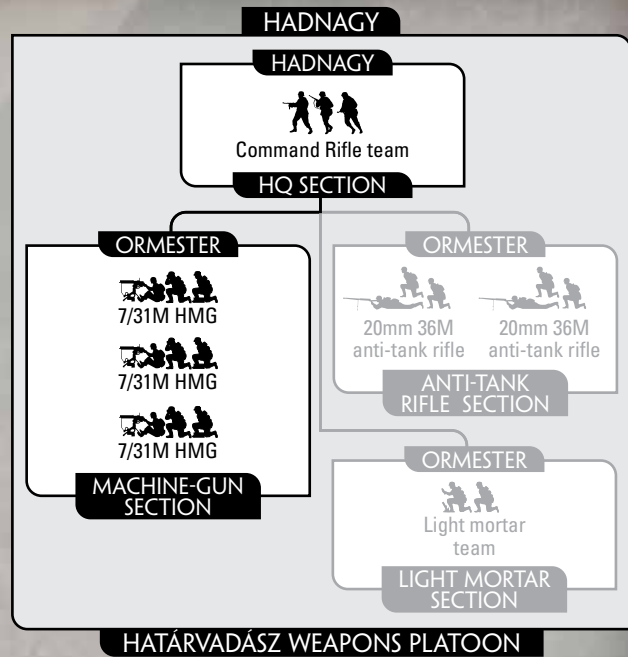 HADNAGY
HADNAGY
Command Rifle team
HQ SECTION
ORMESTER
7/31M HMG
7/31M HMG
7/31M HMG
MACHINE-GUN
SECTION
ORMESTER
20mm 36M
anti-tank rifle
20mm 36M
anti-tank rifle
ANTI-TANK
RIFLE SECTION
ORMESTER
Light mortar
team
LIGHT MORTAR
SECTION
HATÁRVADÁSZ WEAPONS PLATOON